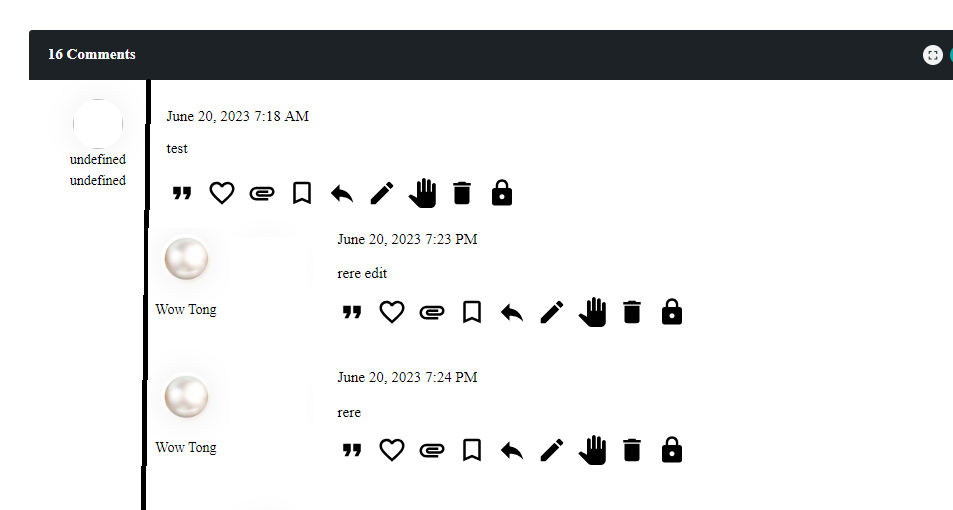 16 Comments
June 20, 2023 7:18 AM
test
undefined
undefined
June 20, 2023 7:23 PM
rere edit
Wow Tong
June 20, 2023 7:24 PM
rere
Wow Tong